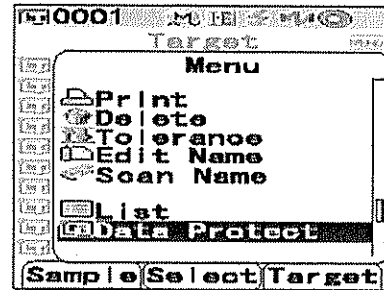 0001
Target
Menu
Print
Delete
Tolerance
Edit Name
Scan Name
List
Data Protect
Sample Select Target